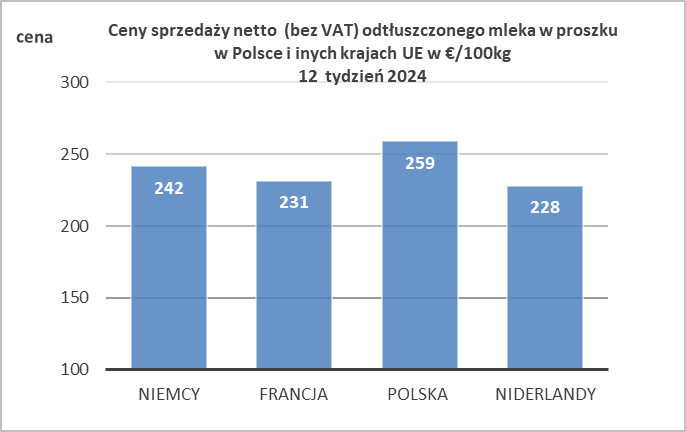 cena
Ceny sprzedaży netto  (bez VAT) odtłuszczonego mleka w proszku
w Polsce i inych krajach UE w €/100kg
12  tydzień 2024
300
250
200
150
100
242
231
259
228
NIEMCY
FRANCJA
POLSKA
NIDERLANDY